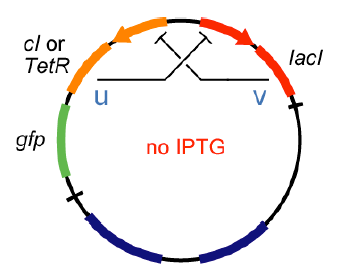 cI or
TetR
lacI
u
v
gfp
no IPTG